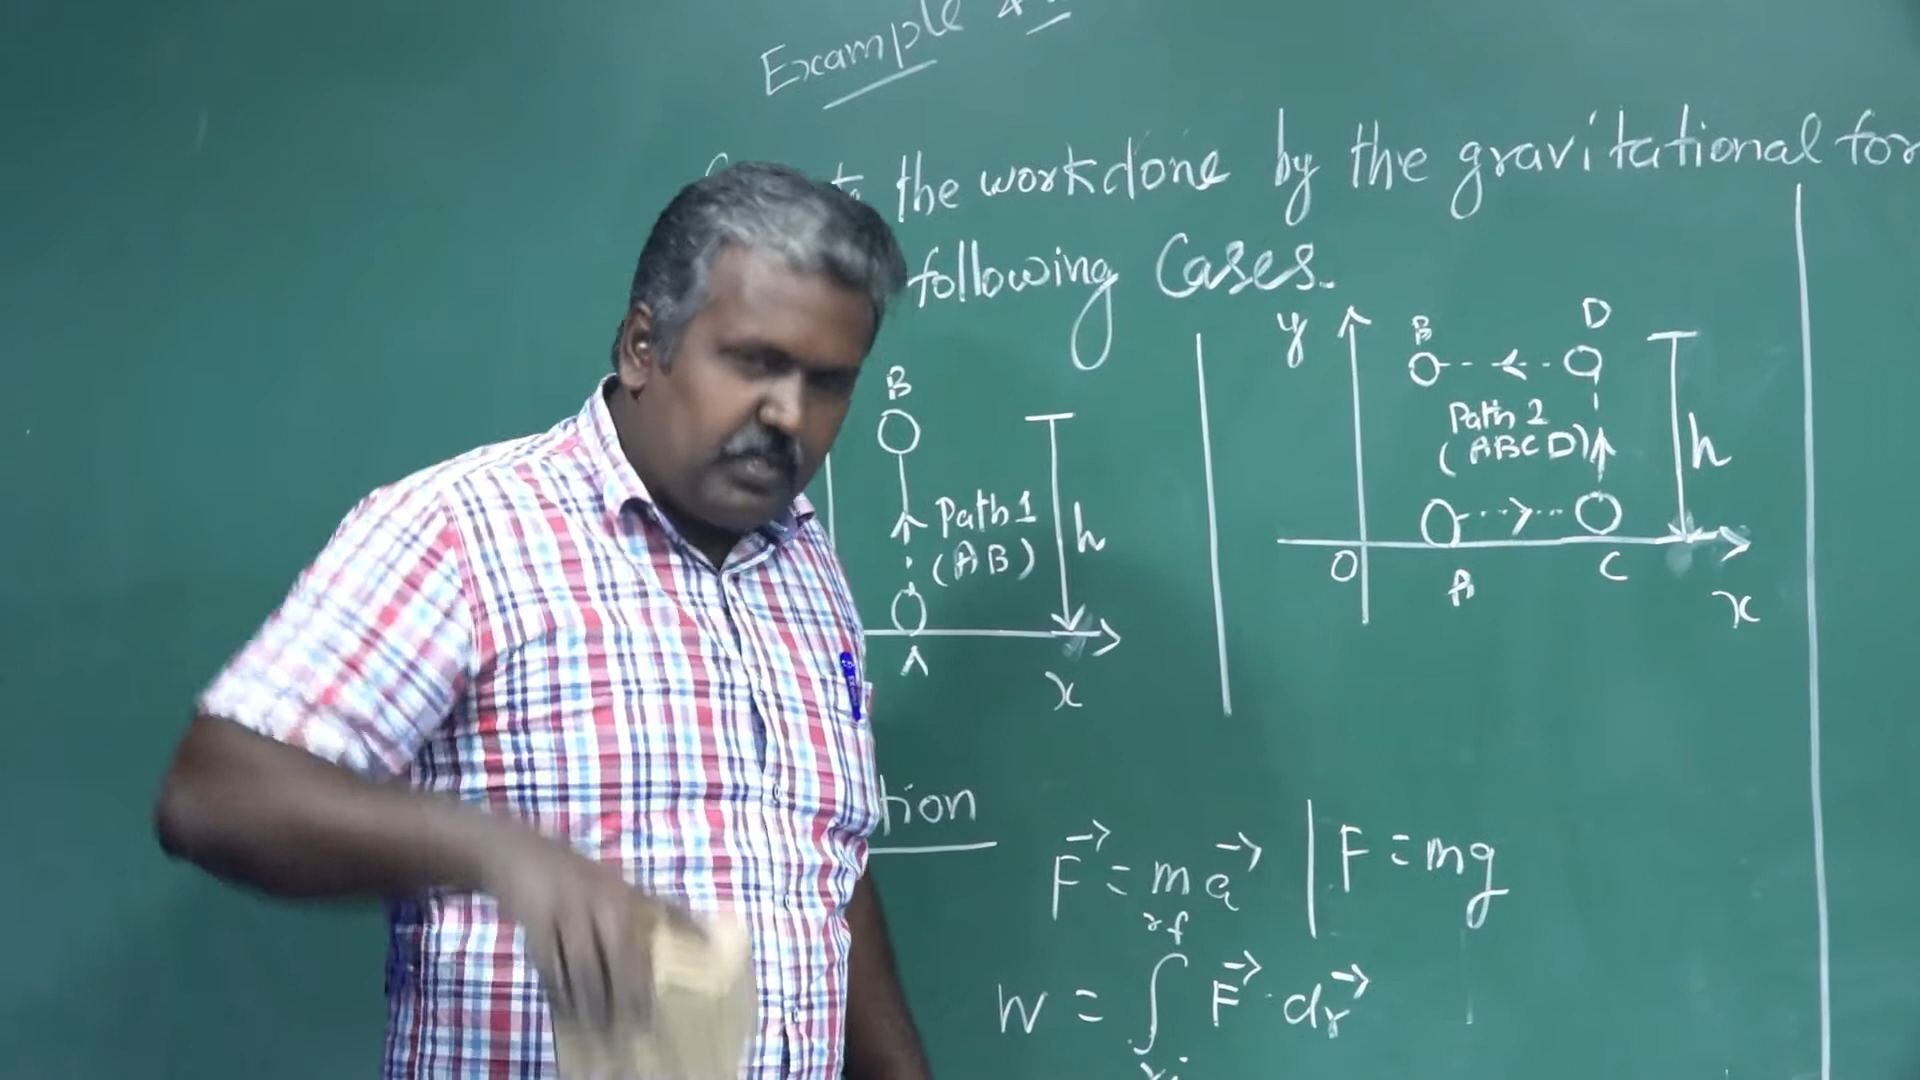 Example
the workdone by the gravitational for
following Cases.
B
Path 1
(AB)
h
A
x
y
B
D
Path 2
(ABCD)
h
O
A
C
x
tion
F⃗ = m a⃗ | F = mg
W = ∫ F⃗ · dr⃗
rf
ri